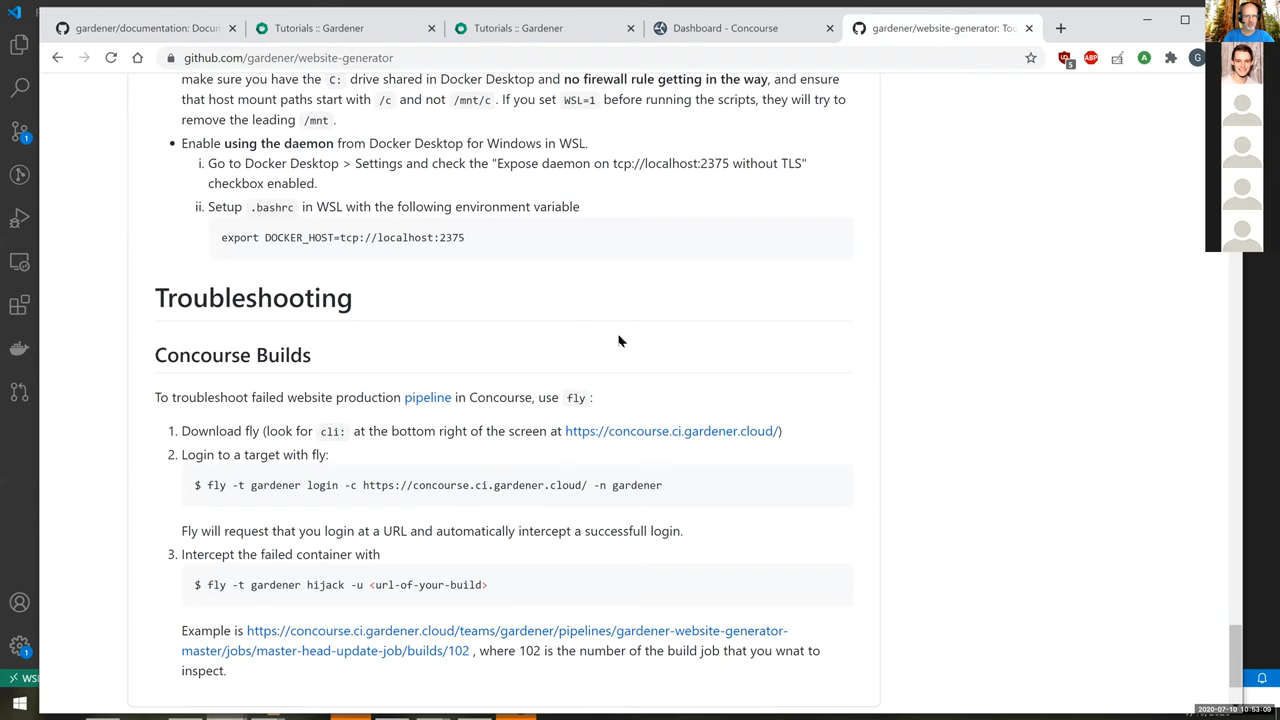 gardener/documentation: Docun
Tutorials :: Gardener
Tutorials :: Gardener
Dashboard - Concourse
gardener/website-generator: Too
github.com/gardener/website-generator
make sure you have the C: drive shared in Docker Desktop and no firewall rule getting in the way, and ensure
that host mount paths start with /c and not /mnt/c. If you set WSL=1 before running the scripts, they will try to
remove the leading /mnt .
• Enable using the daemon from Docker Desktop for Windows in WSL.
i. Go to Docker Desktop > Settings and check the "Expose daemon on tcp://localhost:2375 without TLS"
checkbox enabled.
ii. Setup .bashrc in WSL with the following environment variable
export DOCKER_HOST=tcp://localhost:2375
Troubleshooting
Concourse Builds
To troubleshoot failed website production pipeline in Concourse, use fly :
1. Download fly (look for cli: at the bottom right of the screen at https://concourse.ci.gardener.cloud/)
2. Login to a target with fly:
$ fly -t gardener login -c https://concourse.ci.gardener.cloud/ -n gardener
Fly will request that you login at a URL and automatically intercept a successfull login.
3. Intercept the failed container with
$ fly -t gardener hijack -u <url-of-your-build>
Example is https://concourse.ci.gardener.cloud/teams/gardener/pipelines/gardener-website-generator-
master/jobs/master-head-update-job/builds/102 , where 102 is the number of the build job that you wnat to
inspect.
WSL
2020-07-10 10:53:09